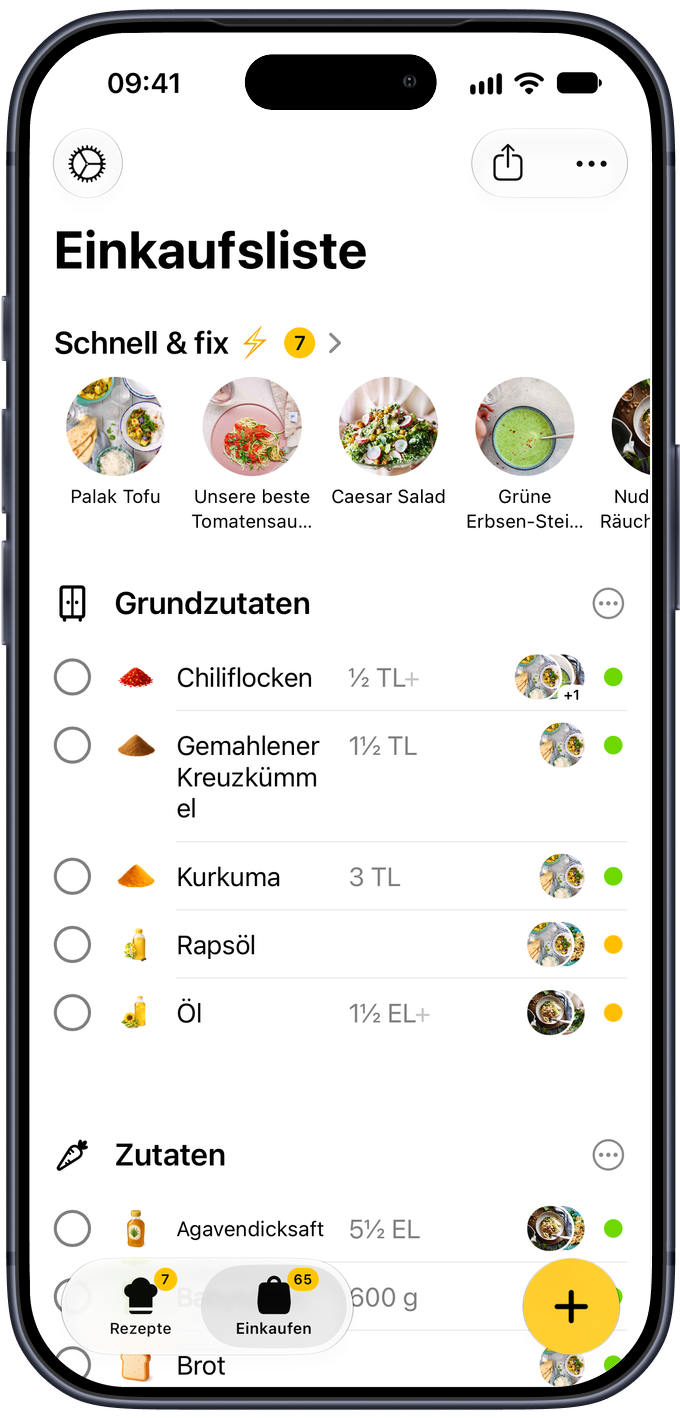 09:41
Einkaufsliste
Schnell & fix ⚡ 7 >
Palak Tofu
Unsere beste
Tomatensau...
Caesar Salad
Grüne
Erbsen-Stei...
Nud
Räuch
Grundzutaten
Chiliflocken ½ TL+
+1
Gemahlener 1½ TL
Kreuzkümm
el
Kurkuma 3 TL
Rapsöl
Öl 1½ EL+
Zutaten
Agavendicksaft 5½ EL
600 g
7
65
Rezepte
Einkaufen
+
Brot